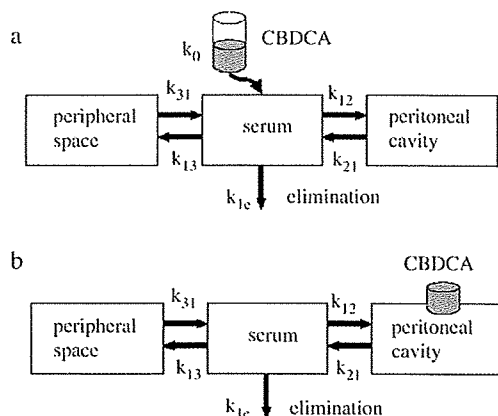 a
CBDCA
k0
k31
k12
peripheral
space
serum
peritoneal
cavity
k13
k21
k1e
elimination
b
CBDCA
k31
k12
peripheral
space
serum
peritoneal
cavity
k13
k21
k1e
elimination